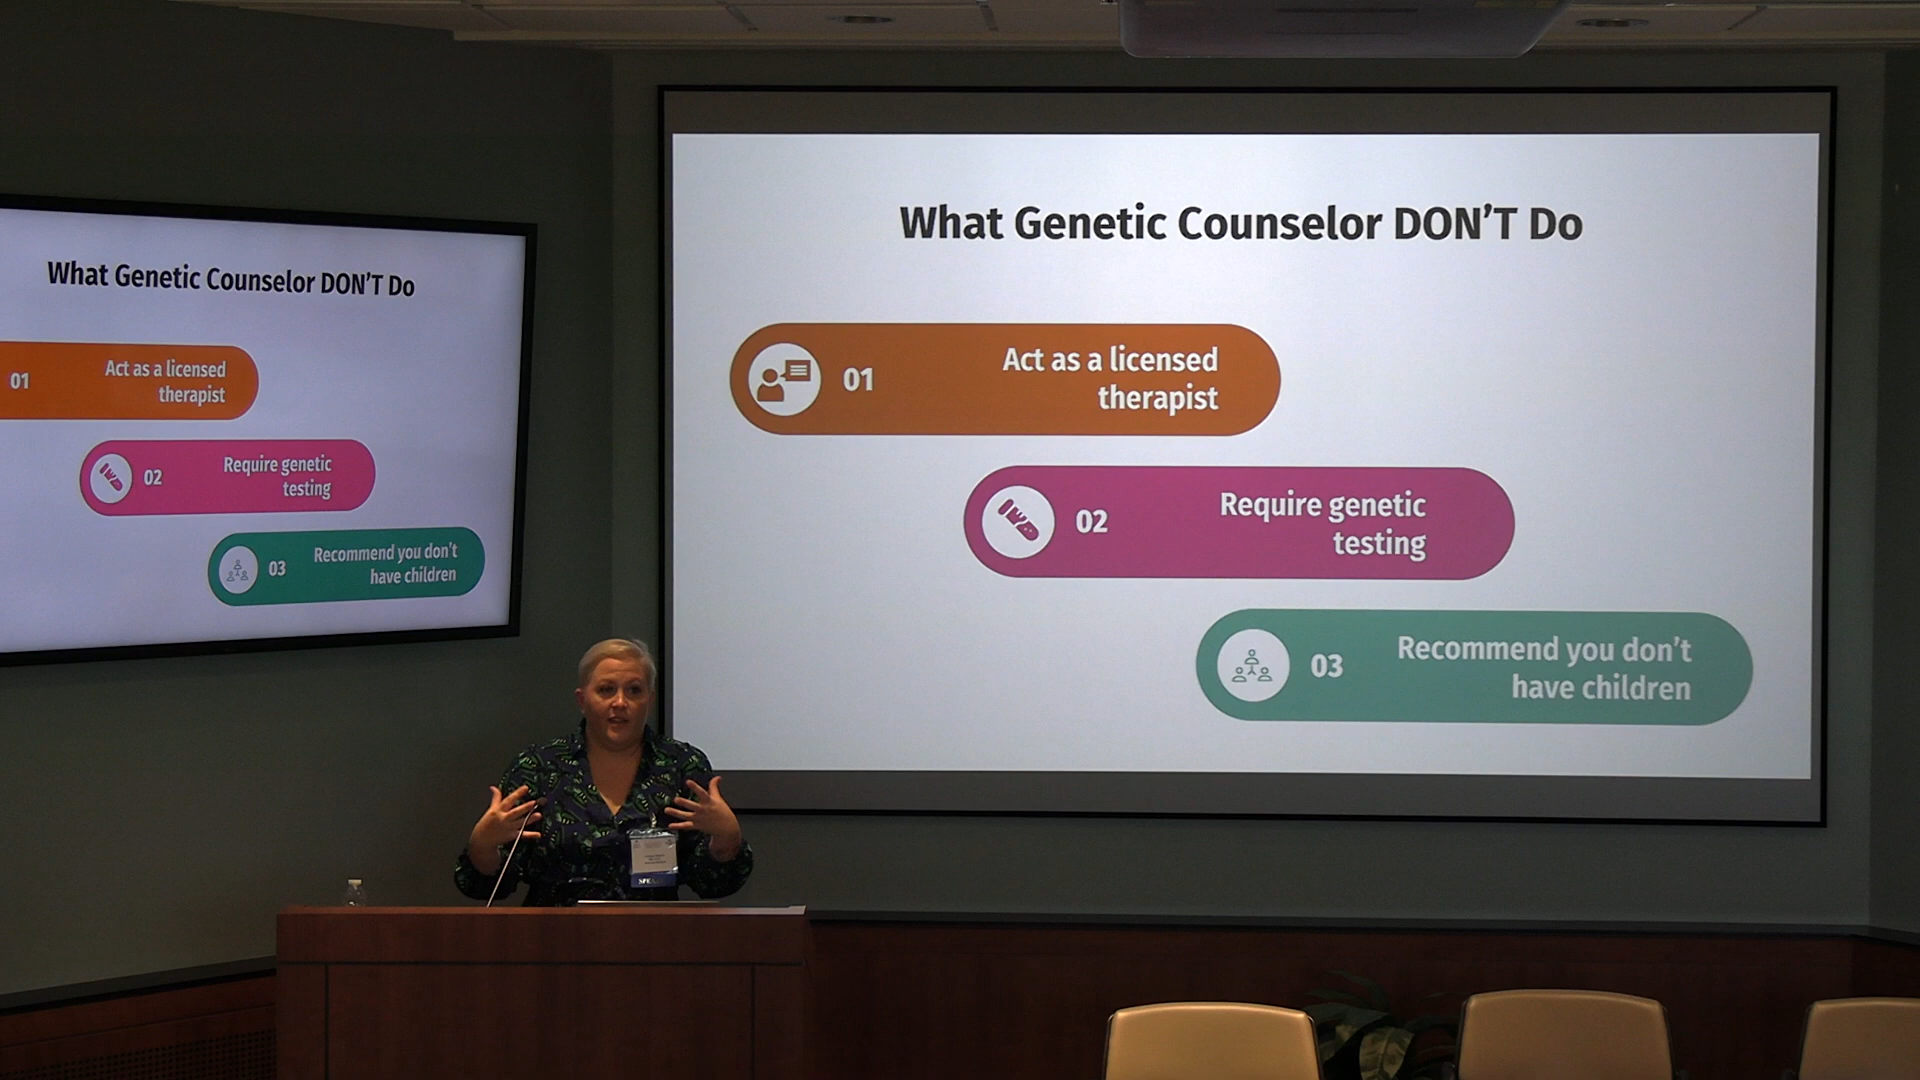 What Genetic Counselor DON'T Do
01
Act as a licensed
therapist
02
Require genetic
testing
03
Recommend you don't
have children
What Genetic Counselor DON'T Do
01
Act as a licensed
therapist
02
Require genetic
testing
03
Recommend you don't
have children